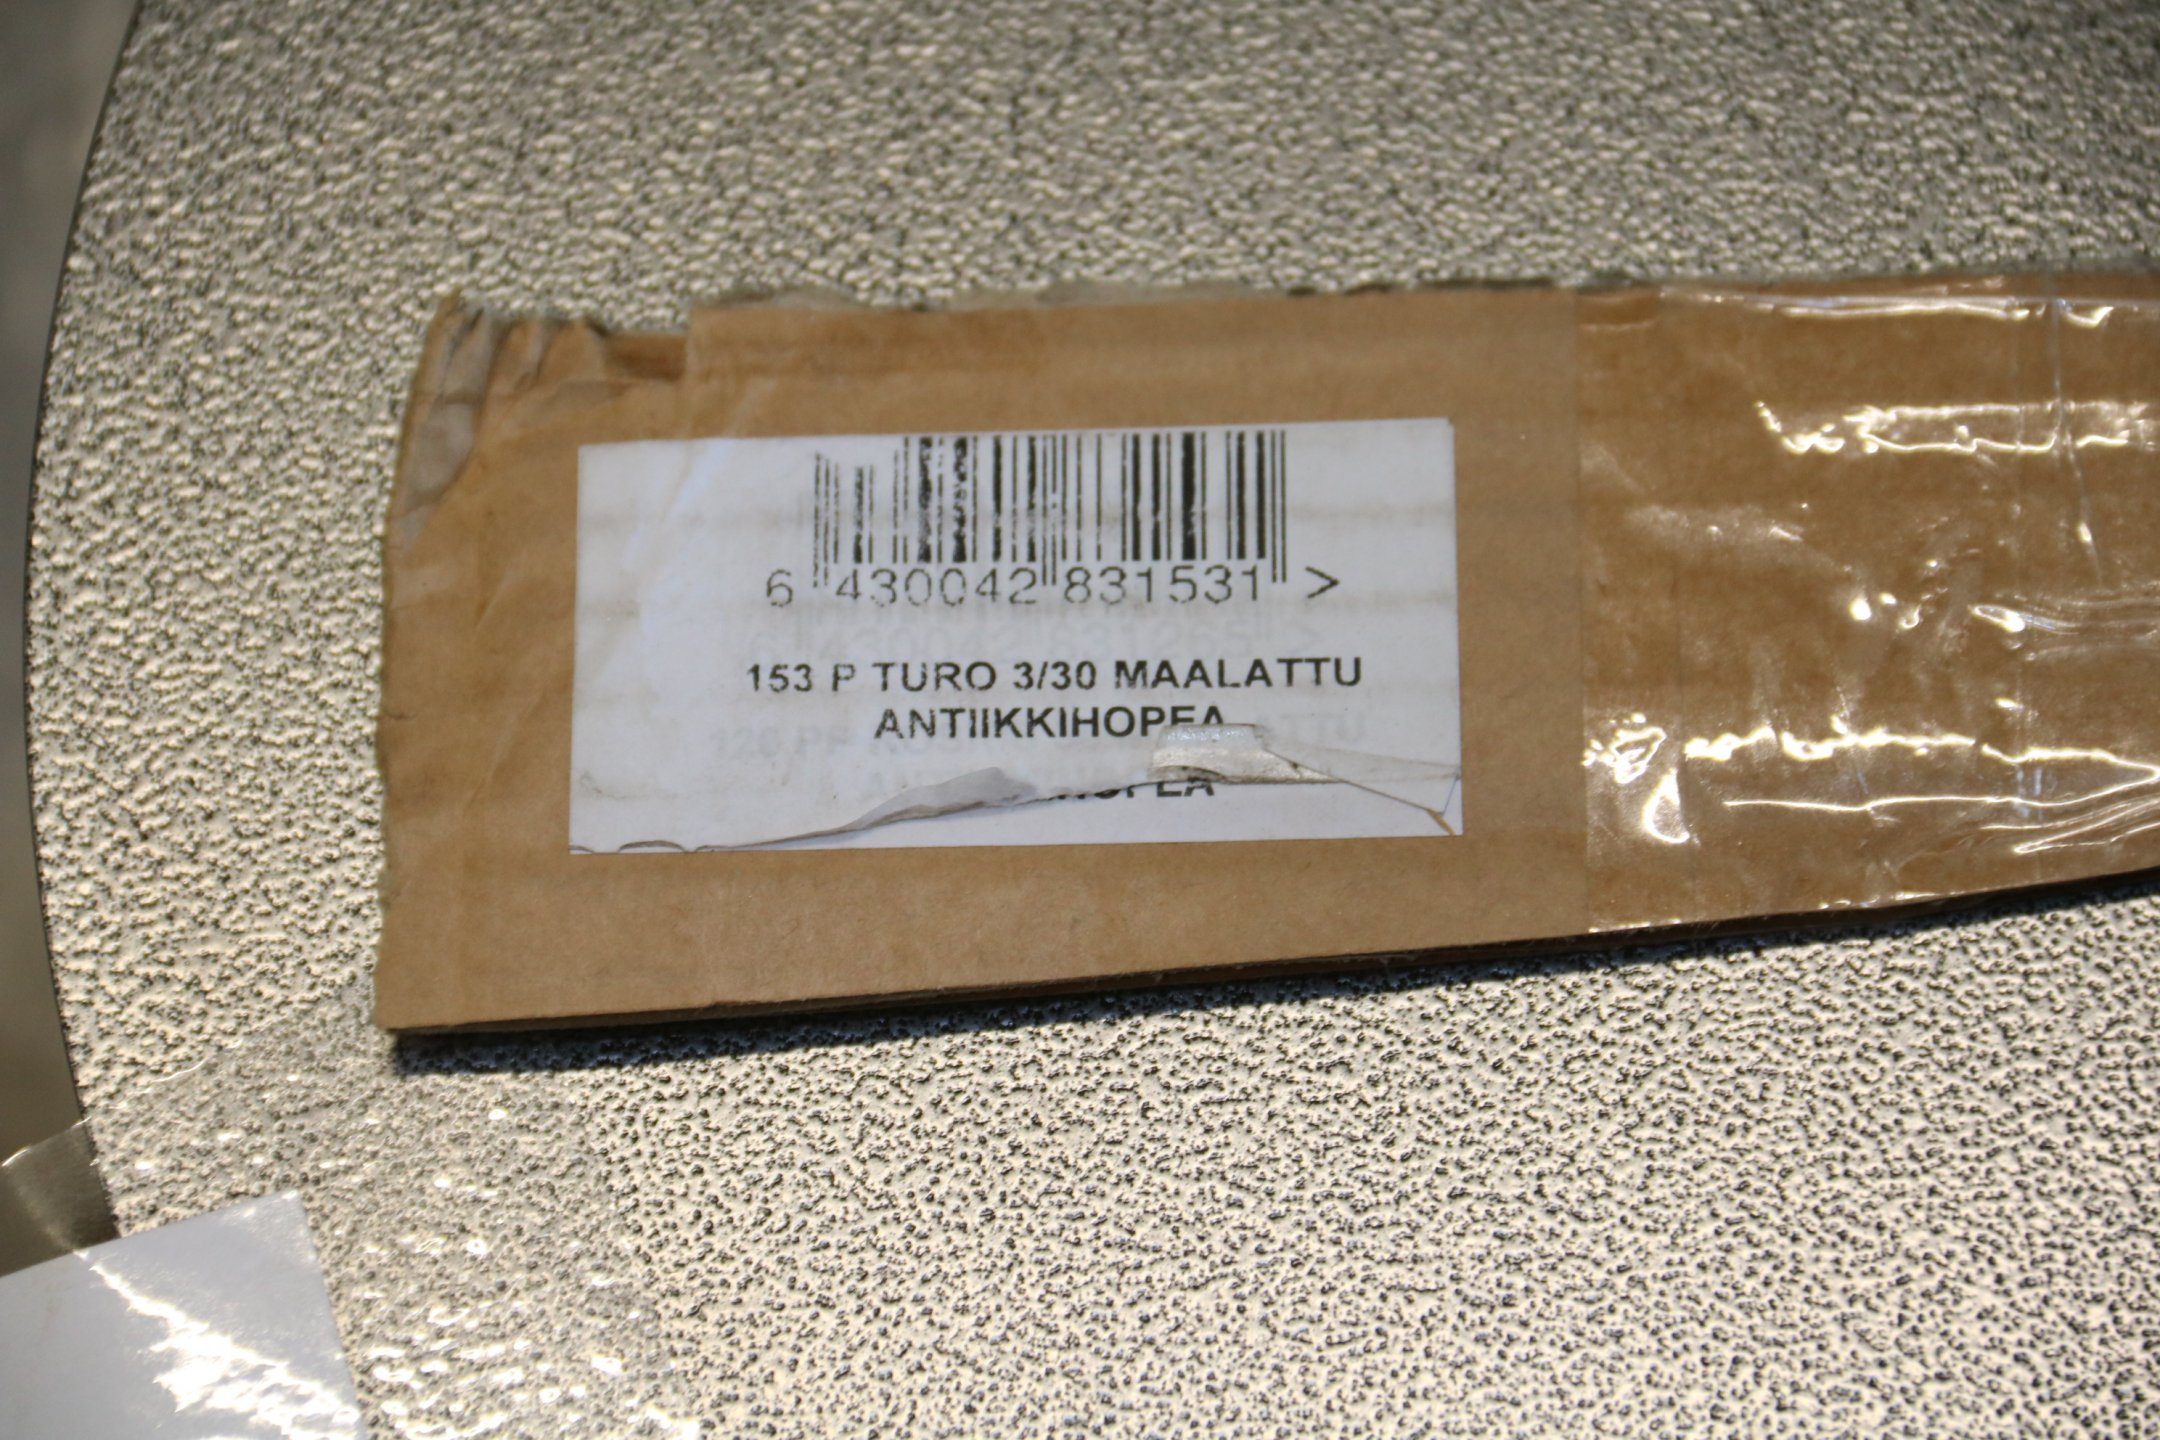 6 430042 831531 >
153 P TURO 3/30 MAALATTU
ANTIIKKIHOPEA